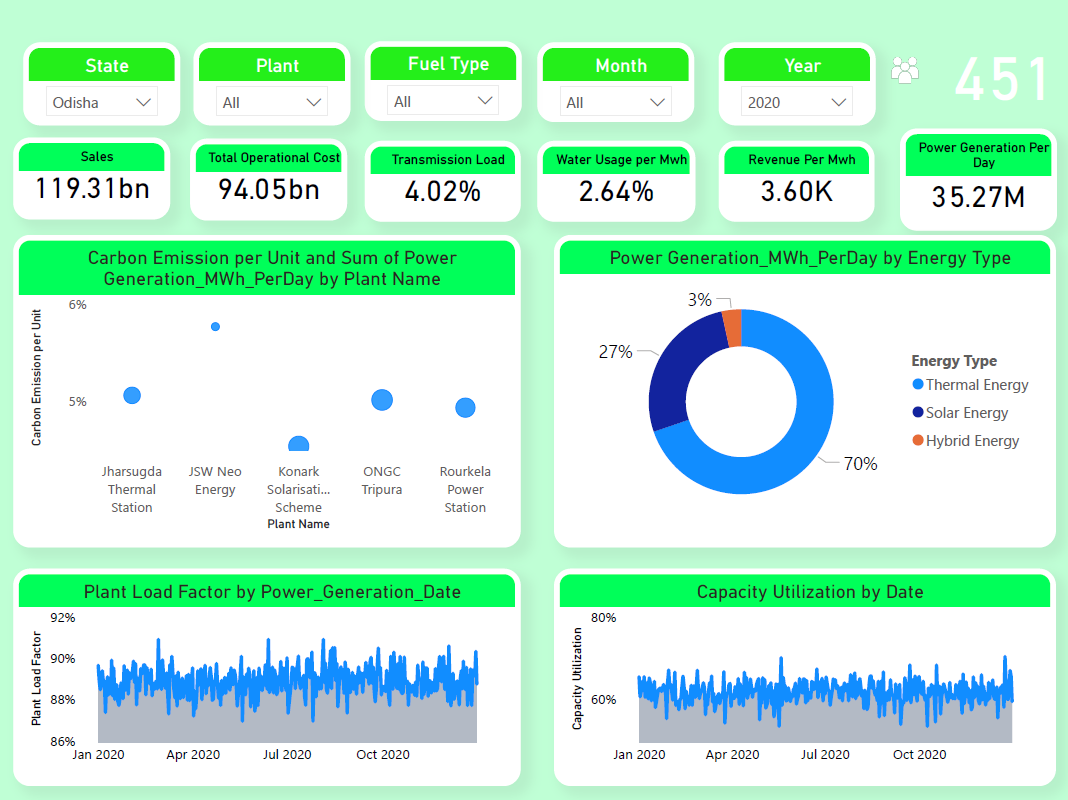 State
Plant
Fuel Type
Month
Year
451
Odisha
All
All
All
2020
Sales
Total Operational Cost
Transmission Load
Water Usage per Mwh
Revenue Per Mwh
Power Generation Per
Day
119.31bn
94.05bn
4.02%
2.64%
3.60K
35.27M
Carbon Emission per Unit and Sum of Power
Generation_MWh_PerDay by Plant Name
Carbon Emission per Unit
6%
5%
Jharsugda
Thermal
Station
JSW Neo
Energy
Konark
Solarisati...
Scheme
ONGC
Tripura
Rourkela
Power
Station
Plant Name
Power Generation_MWh_PerDay by Energy Type
3%
27%
70%
Energy Type
Thermal Energy
Solar Energy
Hybrid Energy
Plant Load Factor by Power_Generation_Date
Plant Load Factor
92%
90%
88%
86%
Jan 2020
Apr 2020
Jul 2020
Oct 2020
Capacity Utilization by Date
Capacity Utilization
80%
60%
Jan 2020
Apr 2020
Jul 2020
Oct 2020